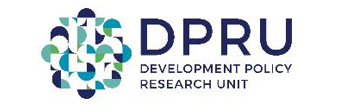 DPRU
DEVELOPMENT POLICY
RESEARCH UNIT